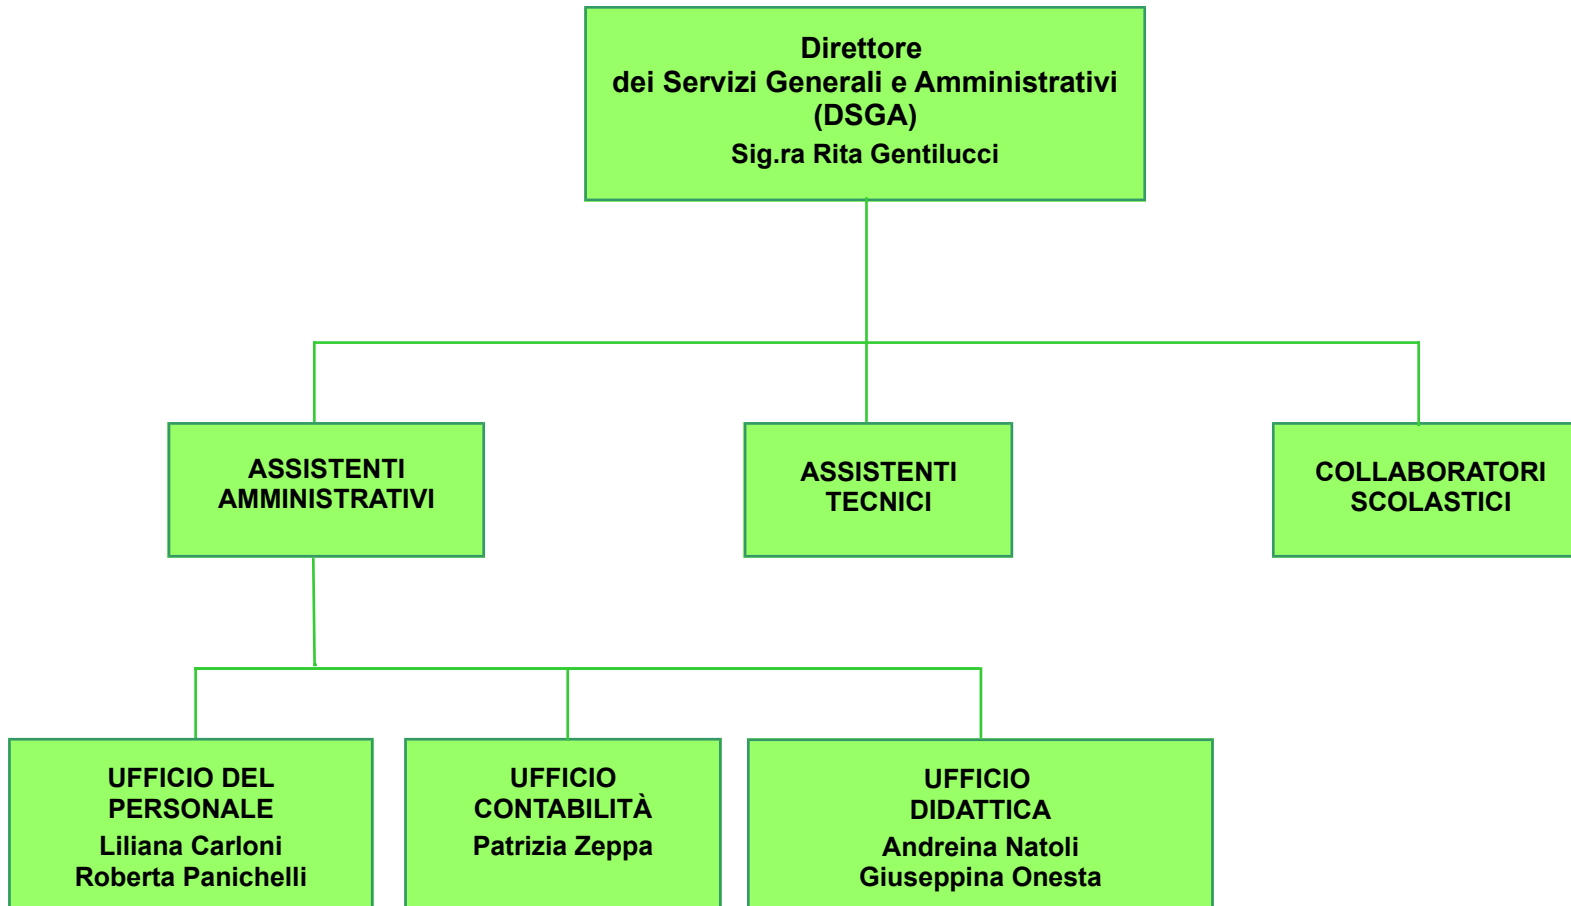 Direttore
dei Servizi Generali e Amministrativi
(DSGA)
Sig.ra Rita Gentilucci
ASSISTENTI
AMMINISTRATIVI
ASSISTENTI
TECNICI
COLLABORATORI
SCOLASTICI
UFFICIO DEL
PERSONALE
Liliana Carloni
Roberta Panichelli
UFFICIO
CONTABILITÀ
Patrizia Zeppa
UFFICIO
DIDATTICA
Andreina Natoli
Giuseppina Onesta